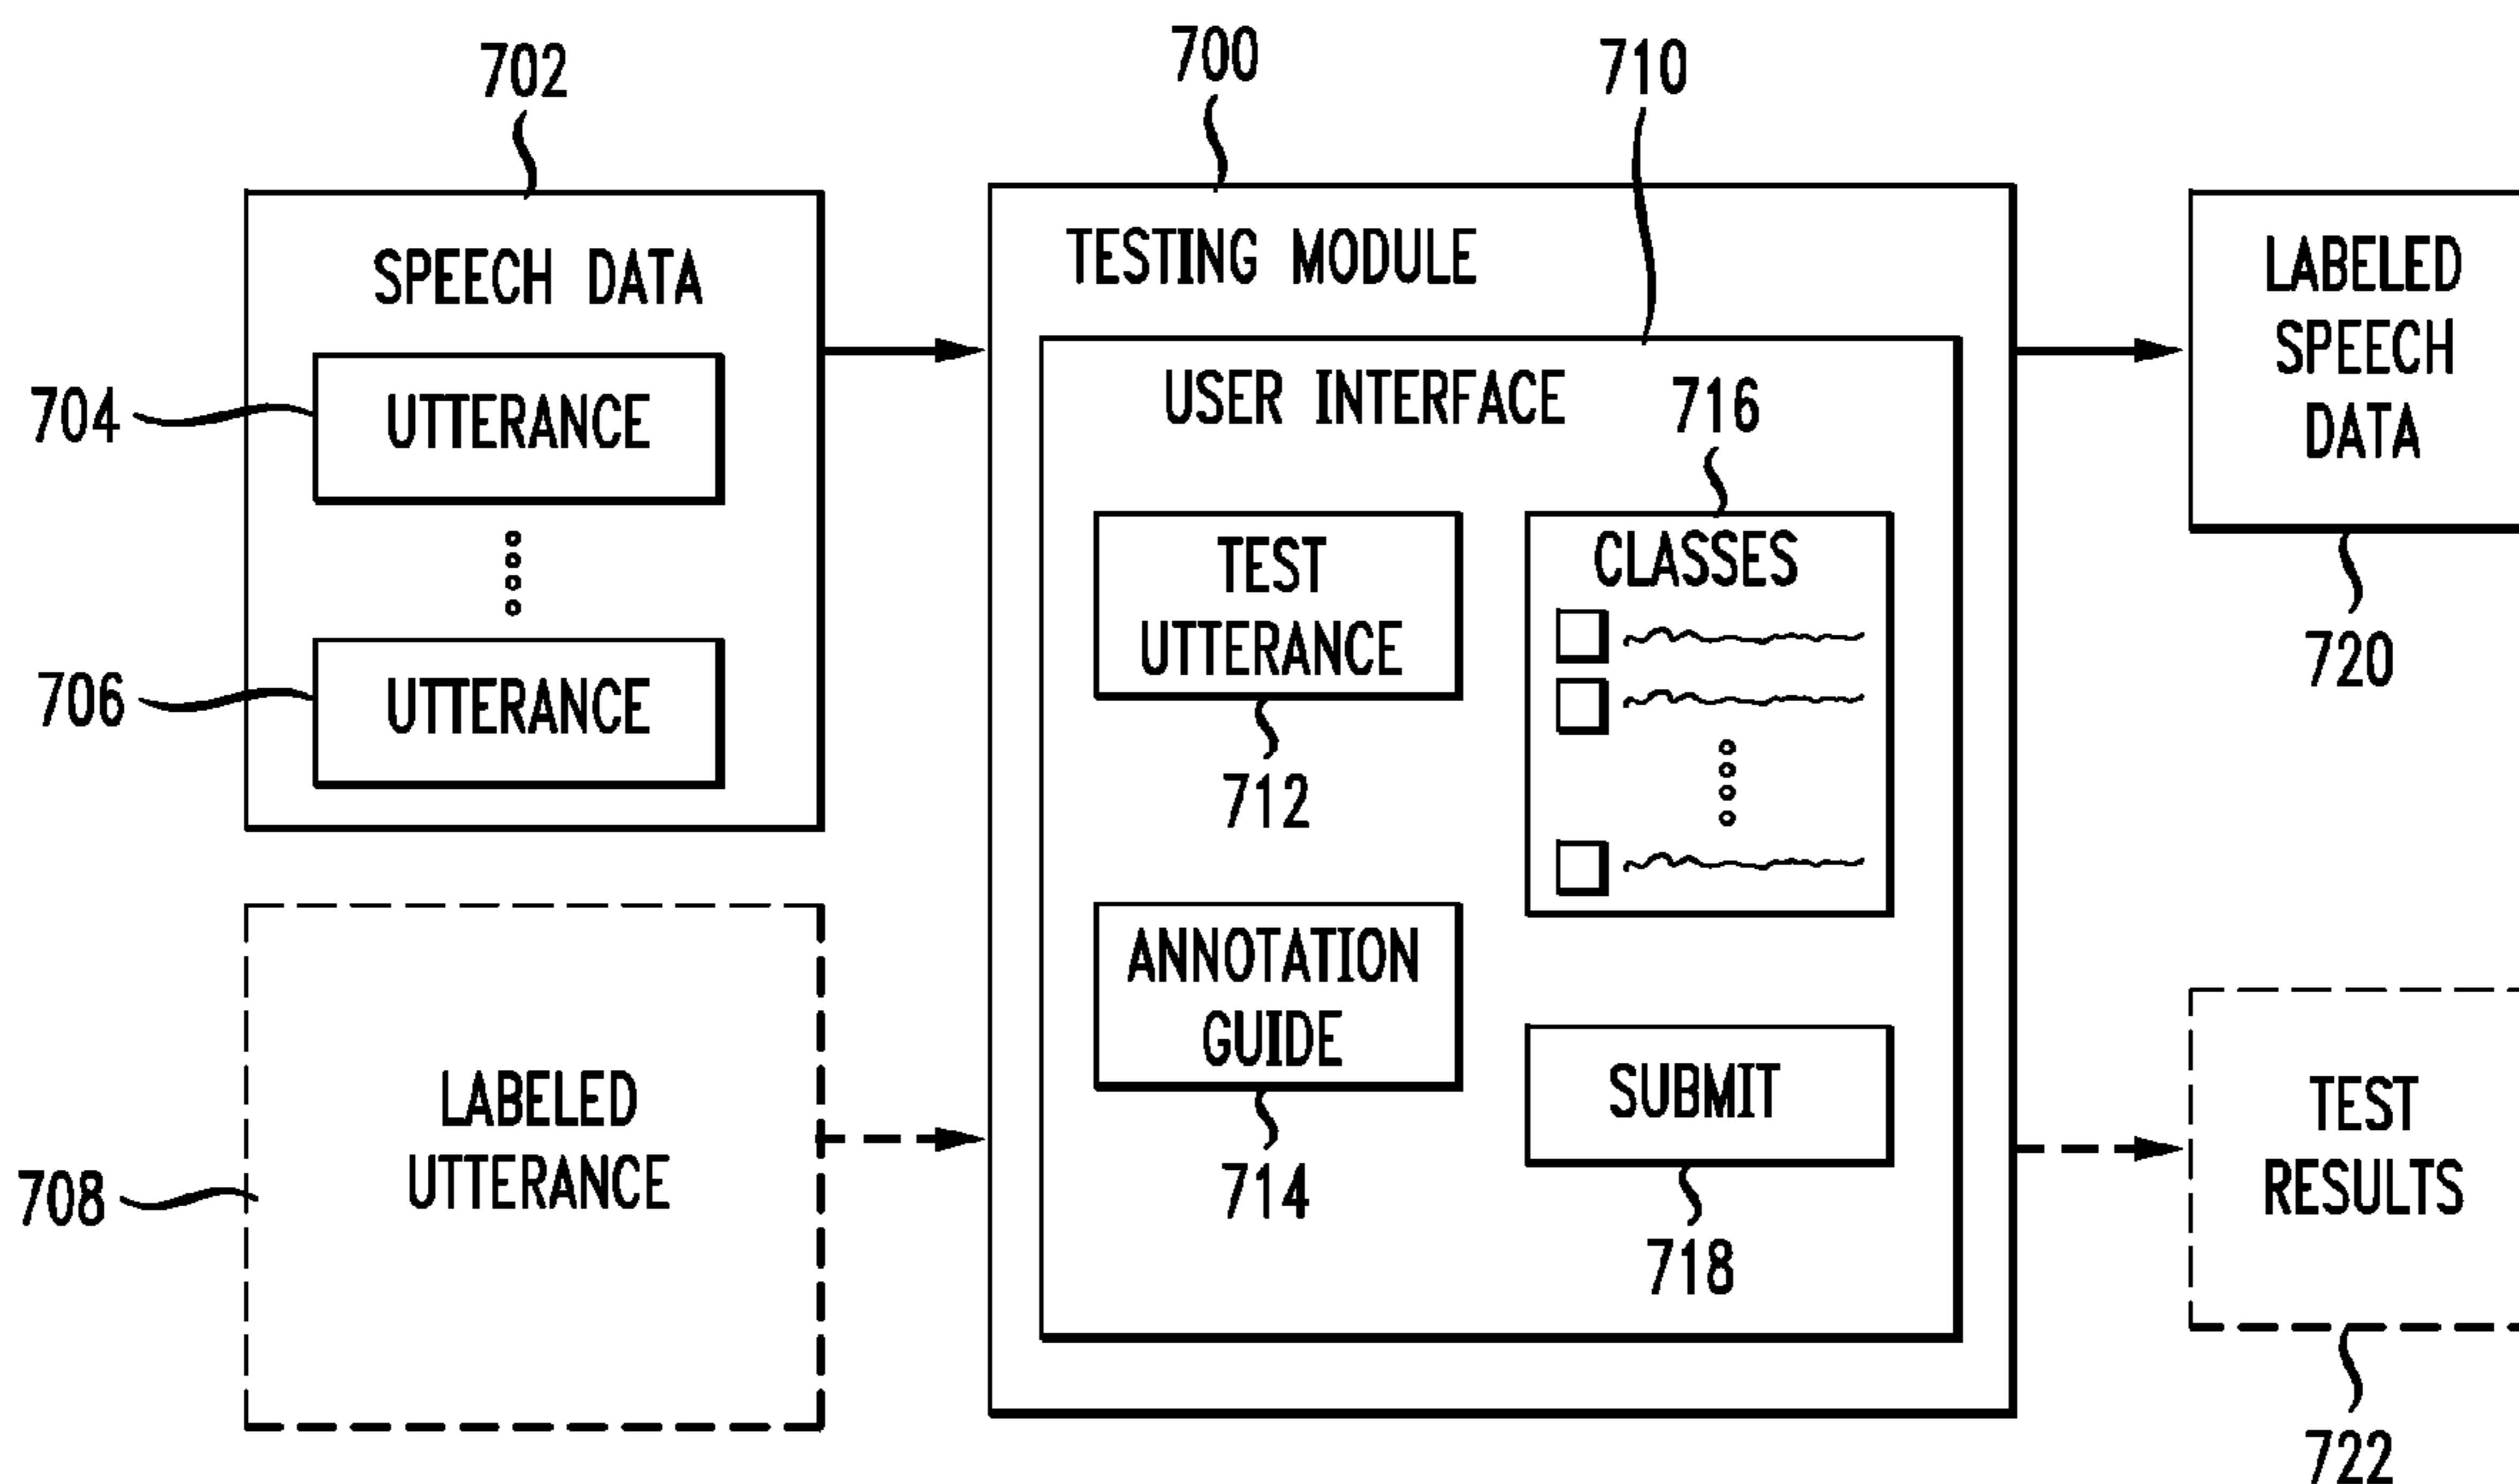 702
700
710
SPEECH DATA
704
UTTERANCE
706
UTTERANCE
708
LABELED
UTTERANCE
TESTING MODULE
USER INTERFACE
716
TEST
UTTERANCE
712
CLASSES
ANNOTATION
GUIDE
714
SUBMIT
718
LABELED
SPEECH
DATA
720
TEST
RESULTS
722